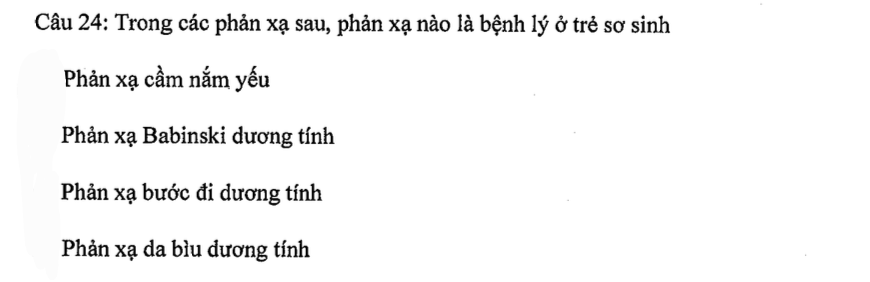 Câu 24: Trong các phản xạ sau, phản xạ nào là bệnh lý ở trẻ sơ sinh
Phản xạ cầm nắm yếu
Phản xạ Babinski dương tính
Phản xạ bước đi dương tính
Phản xạ da bìu dương tính